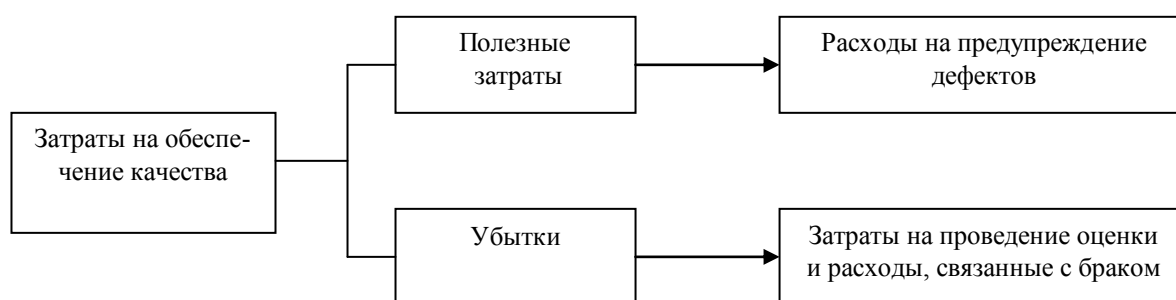 Затраты на обеспе-
чение качества
Полезные
затраты
Расходы на предупреждение
дефектов
Убытки
Затраты на проведение оценки
и расходы, связанные с браком